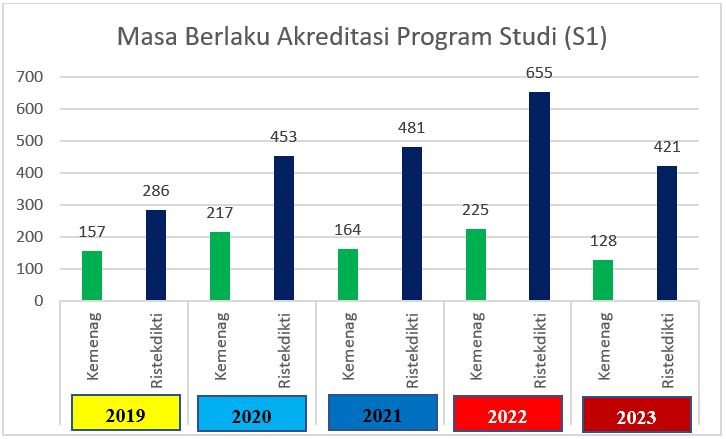 Masa Berlaku Akreditasi Program Studi (S1)
700
600
500
400
300
200
100
0
157
286
217
453
164
481
225
655
128
421
Kemenag
Ristekdikti
Kemenag
Ristekdikti
Kemenag
Ristekdikti
Kemenag
Ristekdikti
Kemenag
Ristekdikti
2019
2020
2021
2022
2023